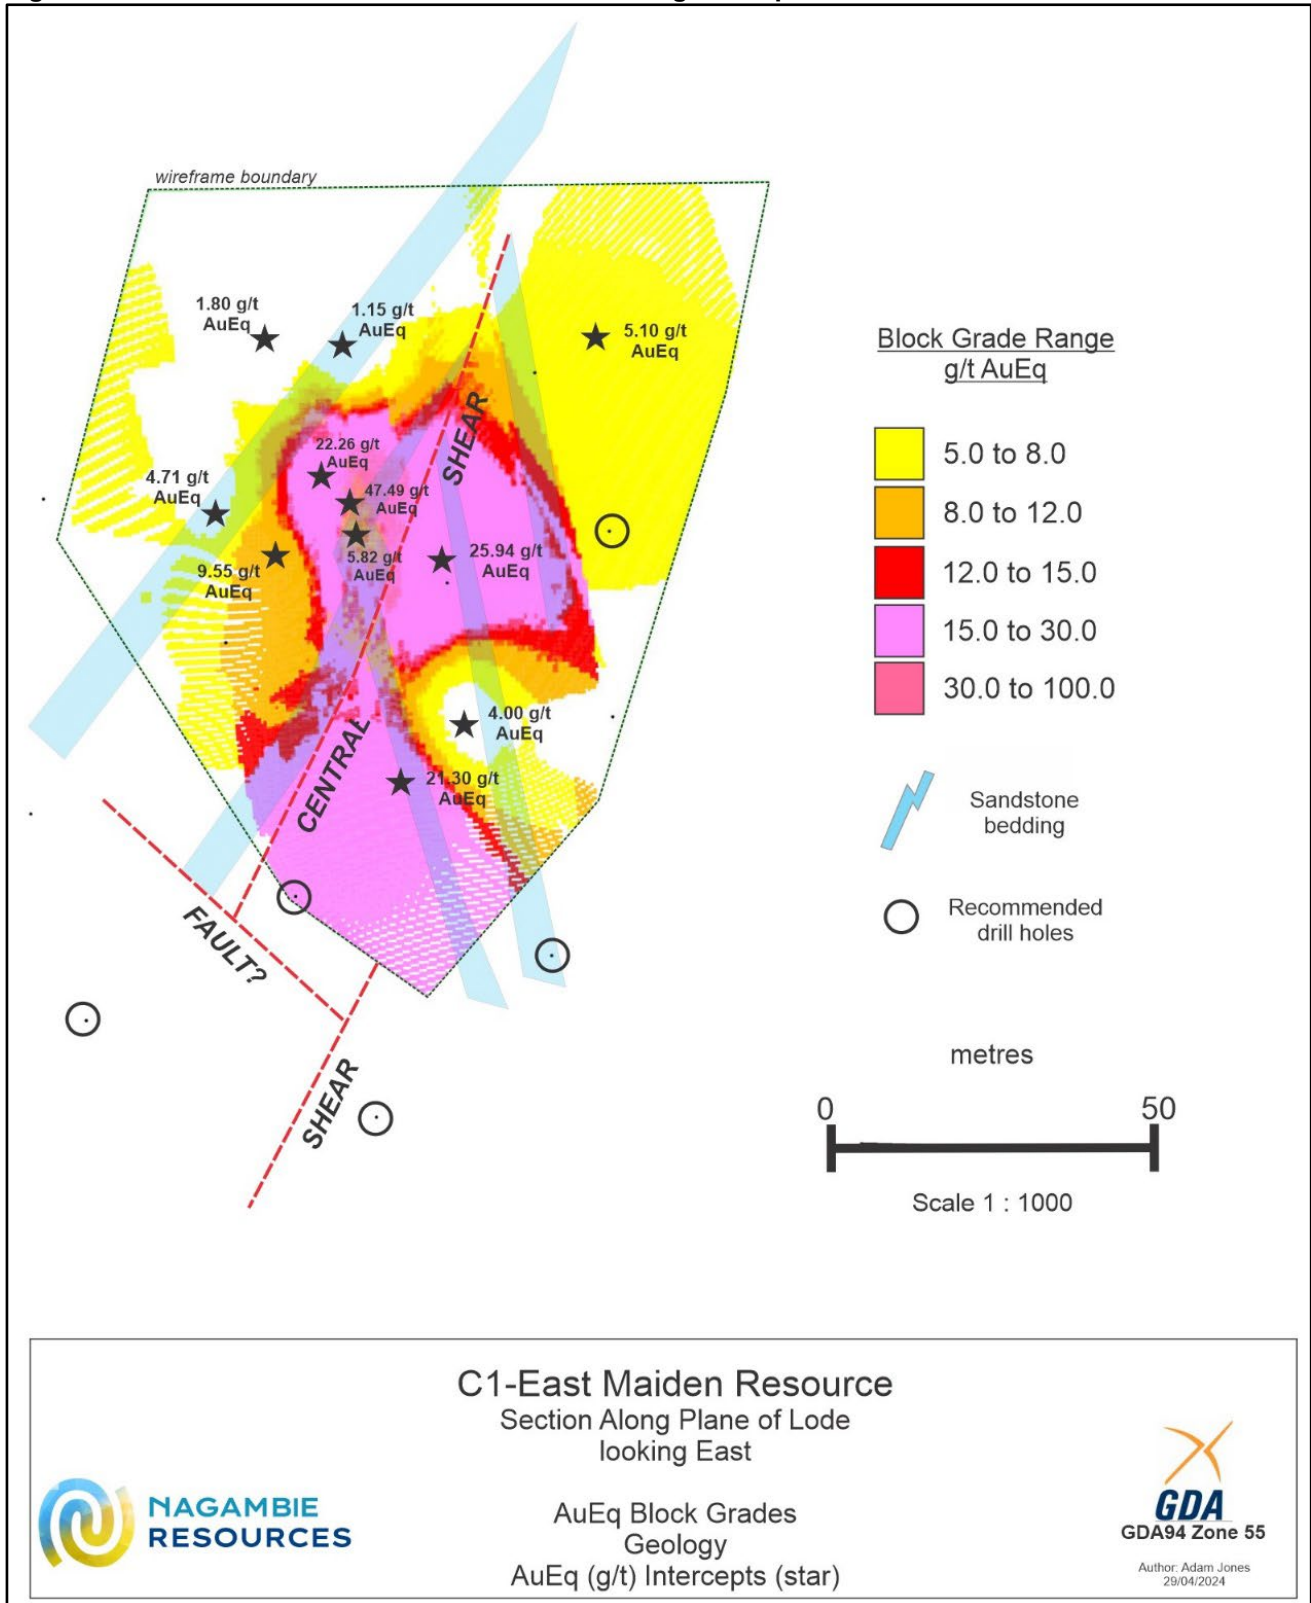 wireframe boundary
1.80 g/t
AuEq
1.15 g/t
AuEq
5.10 g/t
AuEq
SHEAR
22.26 g/t
AuEq
47.49 g/t
AuEq
4.71 g/t
AuEq
5.82 g/t
AuEq
25.94 g/t
AuEq
9.55 g/t
AuEq
4.00 g/t
AuEq
CENTRAL
21.30 g/t
AuEq
FAULT?
SHEAR
Block Grade Range
g/t AuEq
5.0 to 8.0
8.0 to 12.0
12.0 to 15.0
15.0 to 30.0
30.0 to 100.0
Sandstone
bedding
Recommended
drill holes
metres
0 50
Scale 1 : 1000
C1-East Maiden Resource
Section Along Plane of Lode
looking East
AuEq Block Grades
Geology
AuEq (g/t) Intercepts (star)
NAGAMBIE
RESOURCES
GDA
GDA94 Zone 55
Author: Adam Jones
29/04/2024